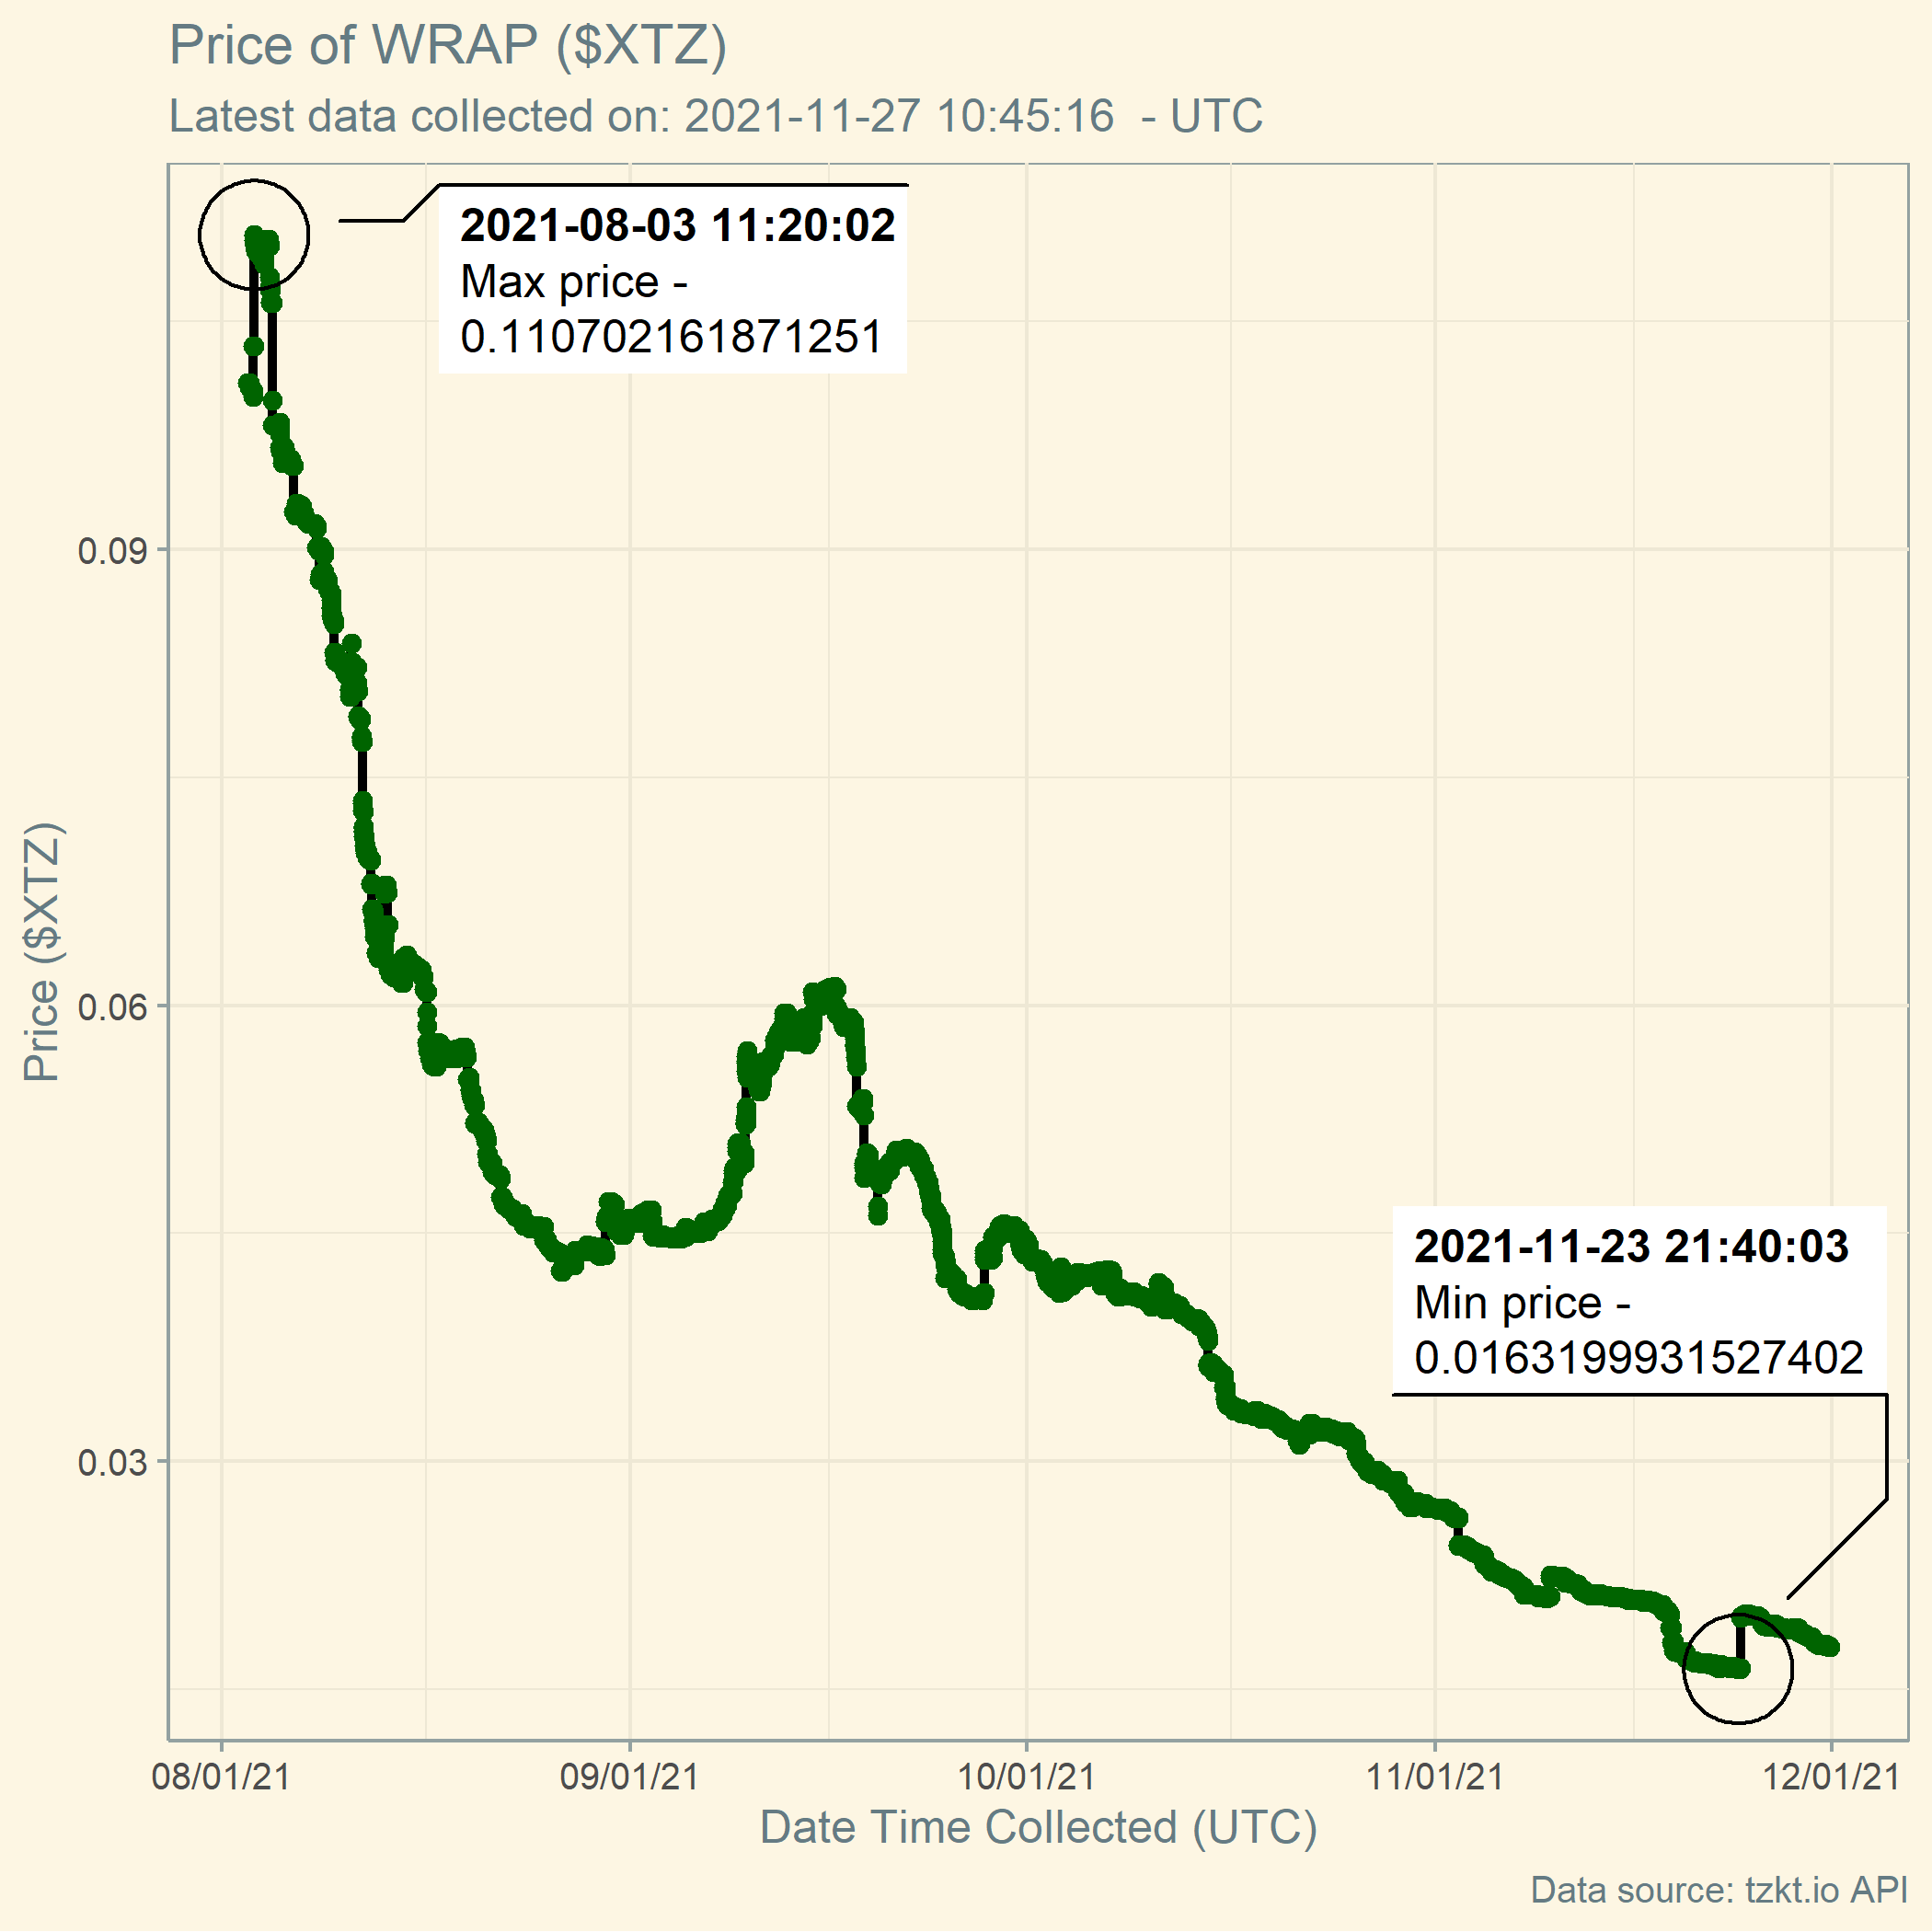 Price of WRAP ($XTZ)
Latest data collected on: 2021-11-27 10:45:16  - UTC
2021-08-03 11:20:02
Max price -
0.110702161871251
0.09
0.06
0.03
Price ($XTZ)
2021-11-23 21:40:03
Min price -
0.01631999931527402
08/01/21
09/01/21
10/01/21
11/01/21
12/01/21
Date Time Collected (UTC)
Data source: tzkt.io API